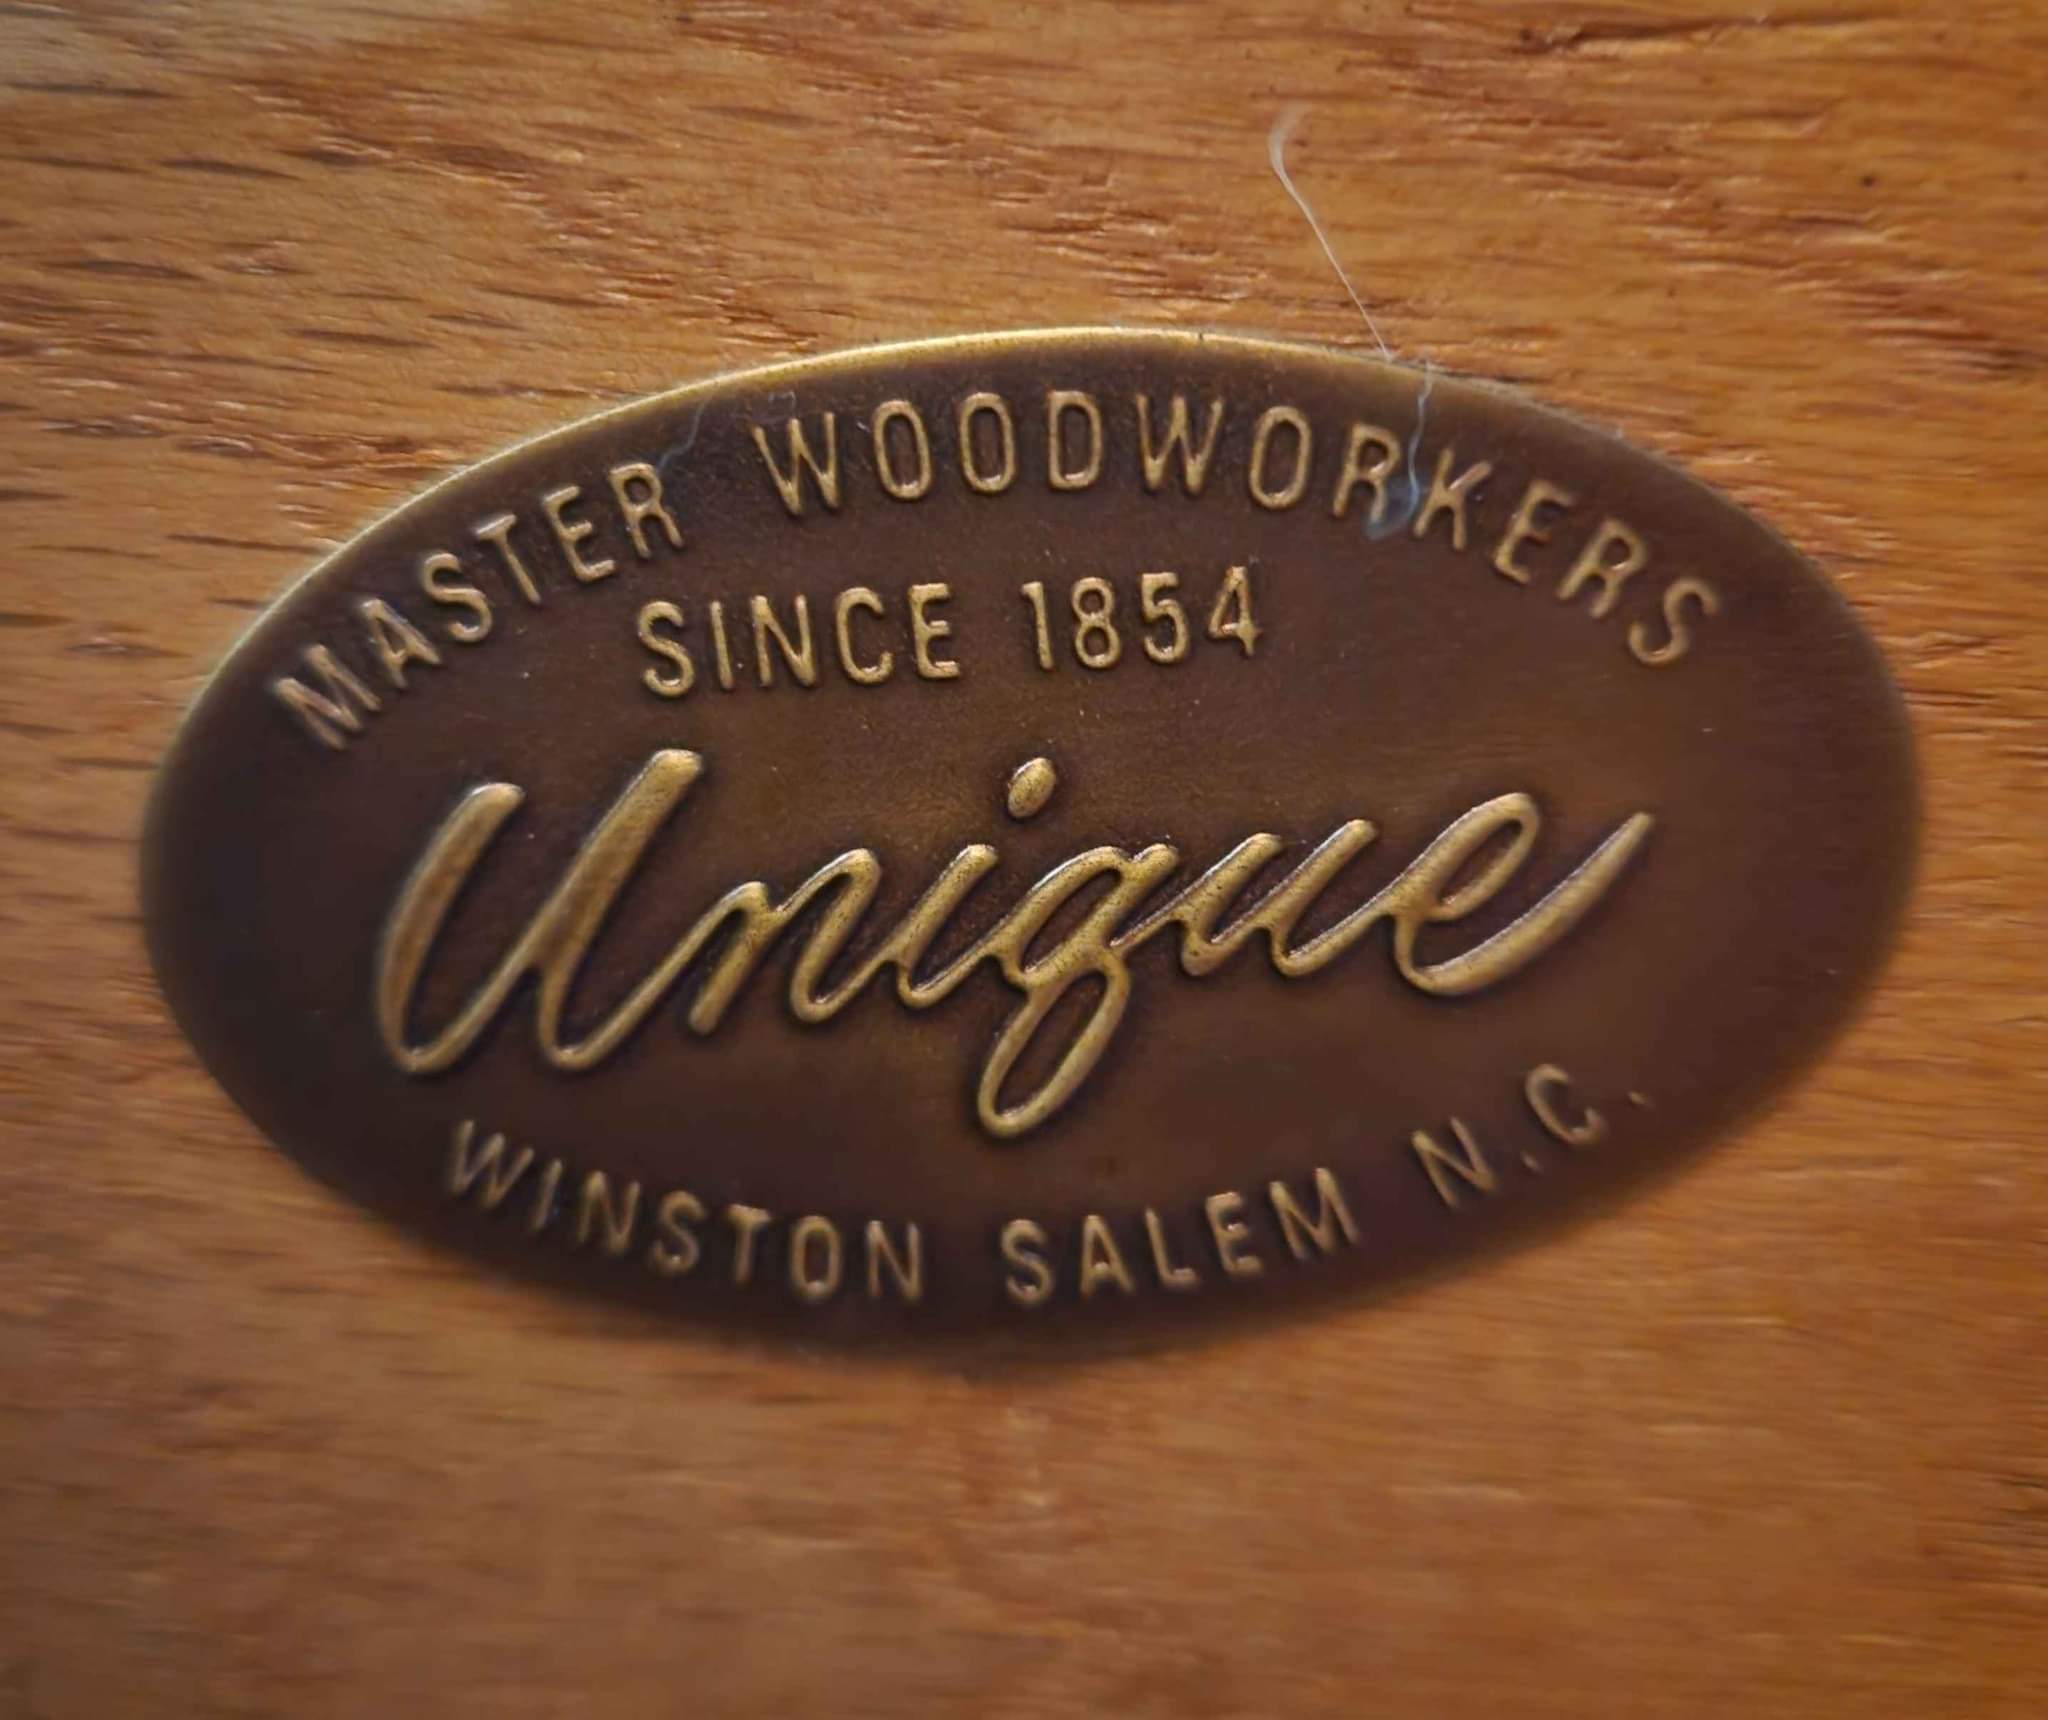 MASTER WOODWORKERS
SINCE 1854
Unique
WINSTON SALEM N.C.